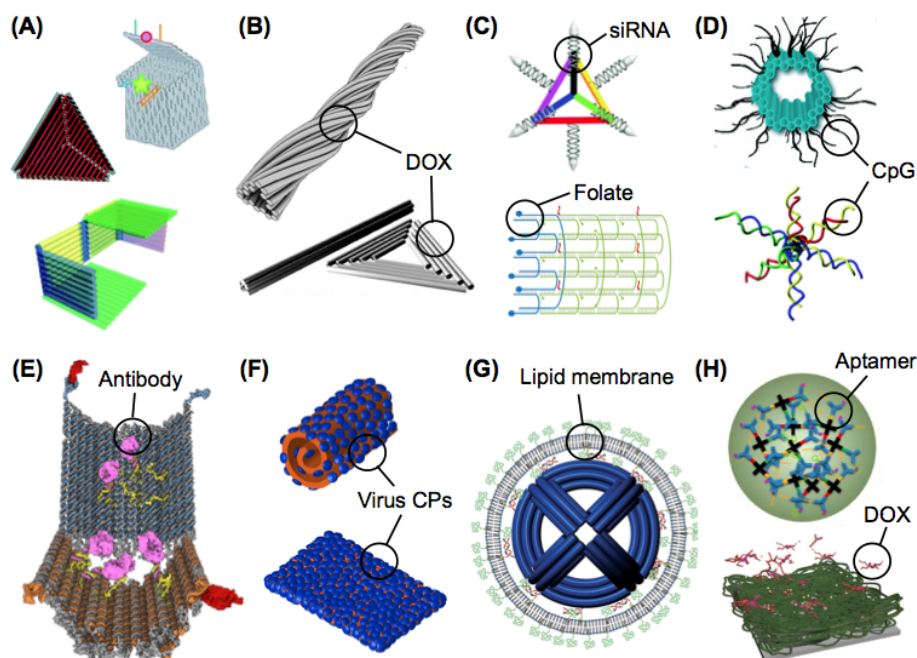 (A)
(B)
(C)
siRNA
(D)
DOX
CpG
Folate
(E)
Antibody
(F)
Virus CPs
(G)
Lipid membrane
(H)
Aptamer
DOX